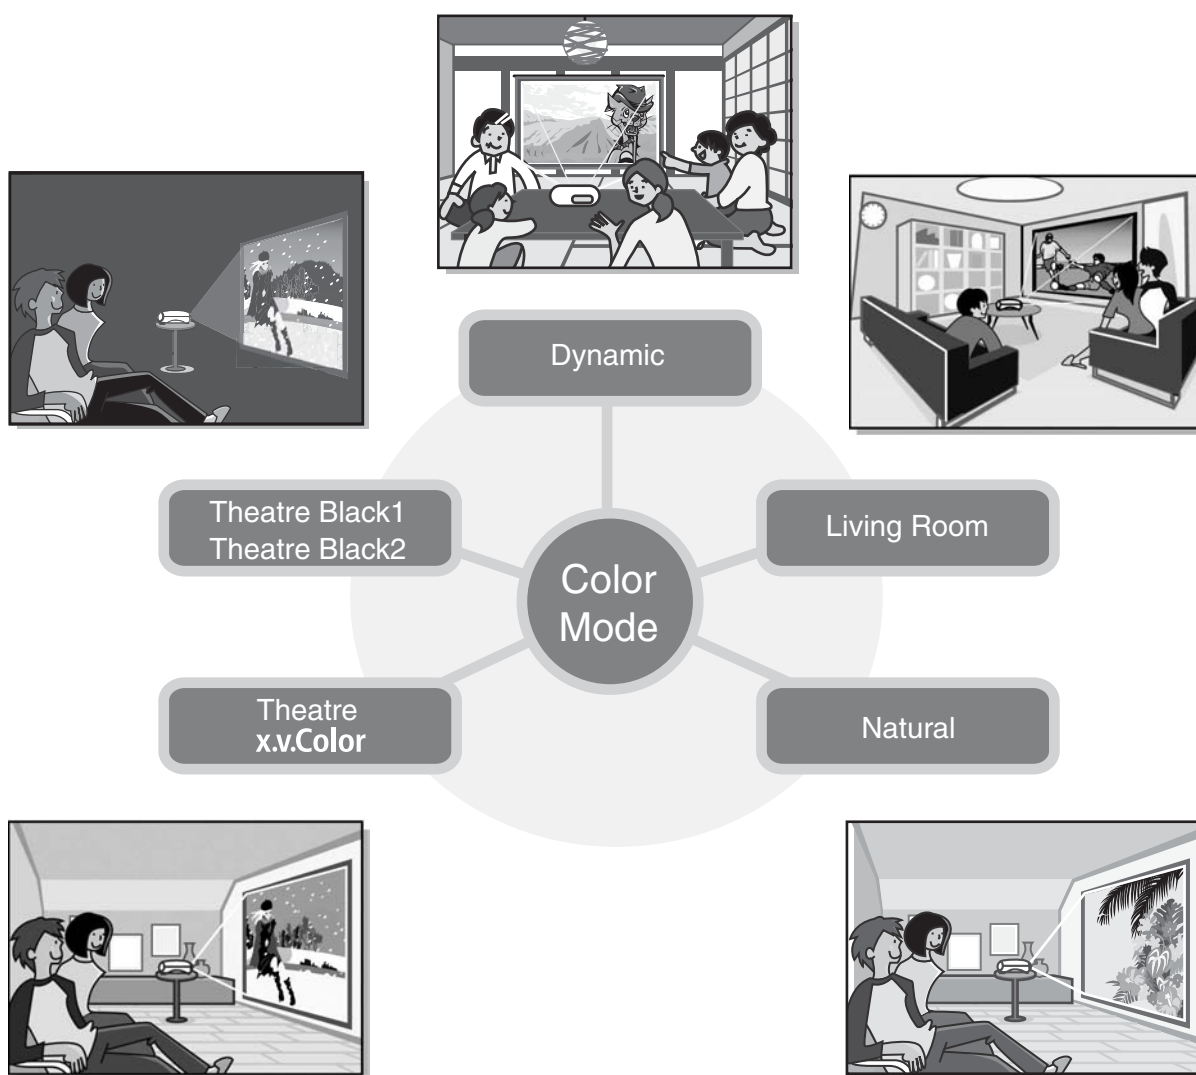 Dynamic
Theatre Black1
Theatre Black2
Living Room
Color
Mode
Theatre
x.v.Color
Natural